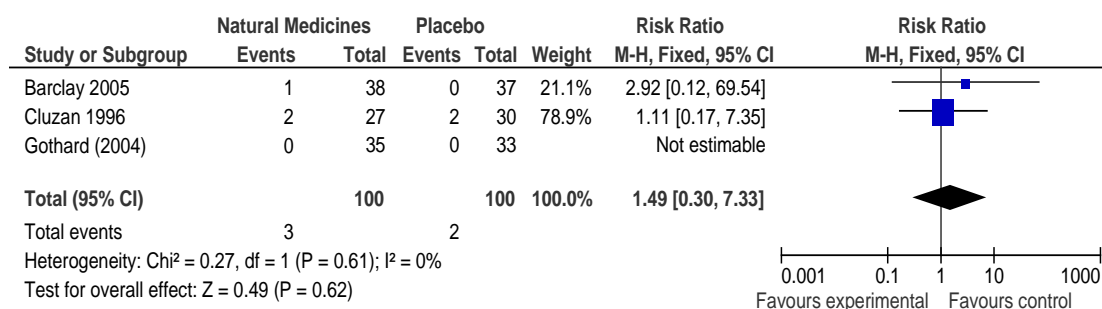 Natural Medicines Placebo Risk Ratio Risk Ratio
Study or Subgroup Events Total Events Total Weight M-H, Fixed, 95% CI M-H, Fixed, 95% CI
Barclay 2005 1 38 0 37 21.1% 2.92 [0.12, 69.54]
Cluzan 1996 2 27 2 30 78.9% 1.11 [0.17, 7.35]
Gothard (2004) 0 35 0 33 Not estimable
Total (95% CI) 100 100 100.0% 1.49 [0.30, 7.33]
Total events 3 2
Heterogeneity: Chi² = 0.27, df = 1 (P = 0.61); I² = 0%
Test for overall effect: Z = 0.49 (P = 0.62)
0.001 0.1 1 10 1000
Favours experimental Favours control